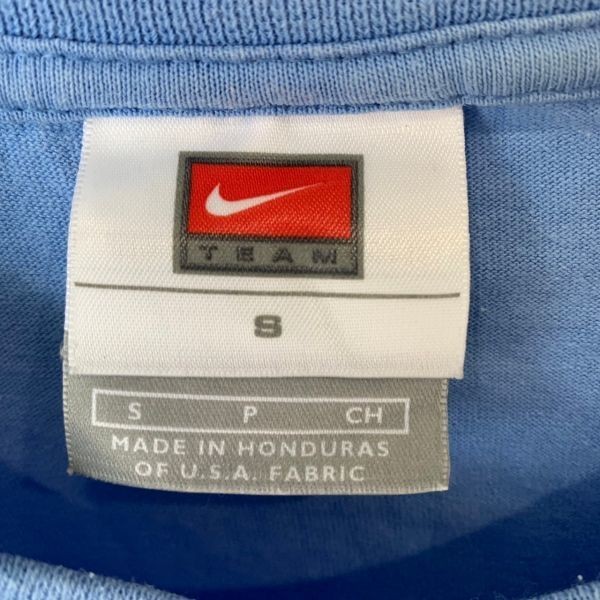 TEAM
S
S P CH
MADE IN HONDURAS
OF U.S.A. FABRIC